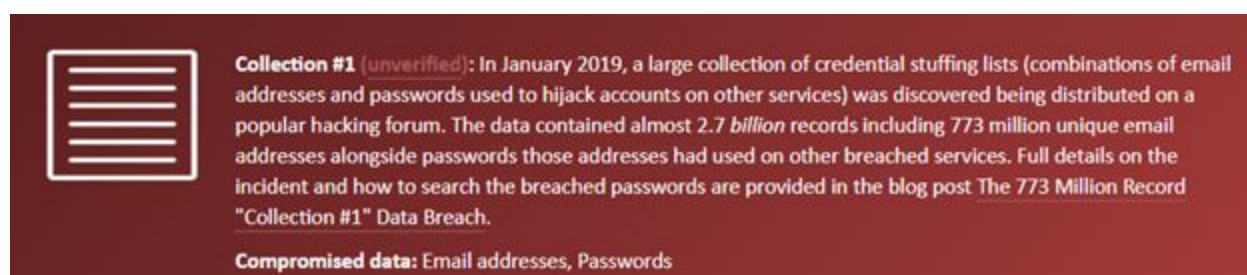 Collection #1 (unverified): In January 2019, a large collection of credential stuffing lists (combinations of email
addresses and passwords used to hijack accounts on other services) was discovered being distributed on a
popular hacking forum. The data contained almost 2.7 billion records including 773 million unique email
addresses alongside passwords those addresses had used on other breached services. Full details on the
incident and how to search the breached passwords are provided in the blog post The 773 Million Record
"Collection #1" Data Breach.
Compromised data: Email addresses, Passwords